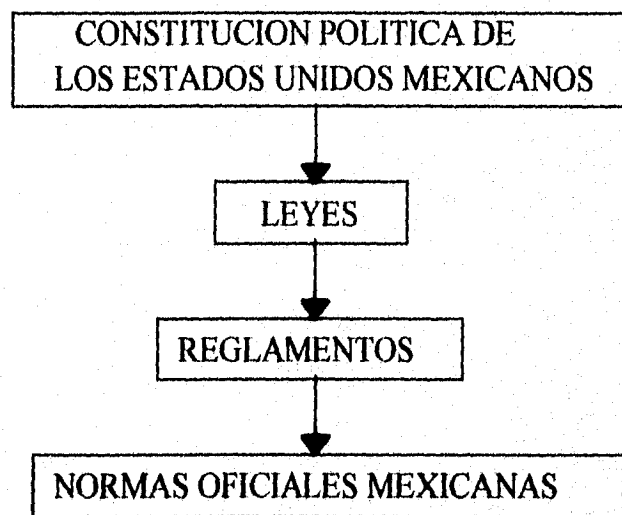 CONSTITUCION POLITICA DE
LOS ESTADOS UNIDOS MEXICANOS
LEYES
REGLAMENTOS
NORMAS OFICIALES MEXICANAS